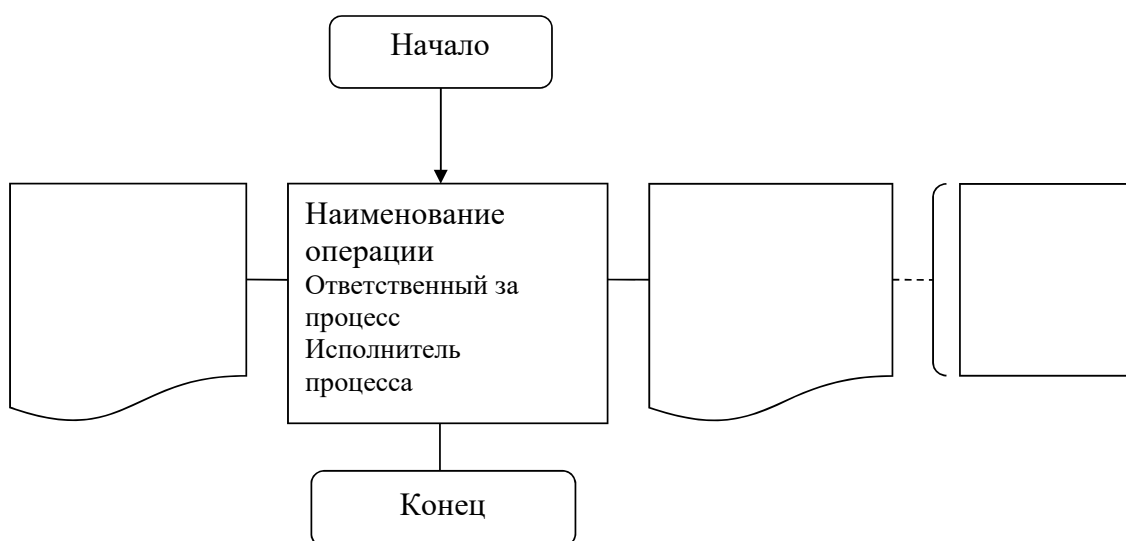 Начало
Наименование
операции
Ответственный за
процесс
Исполнитель
процесса
Конец